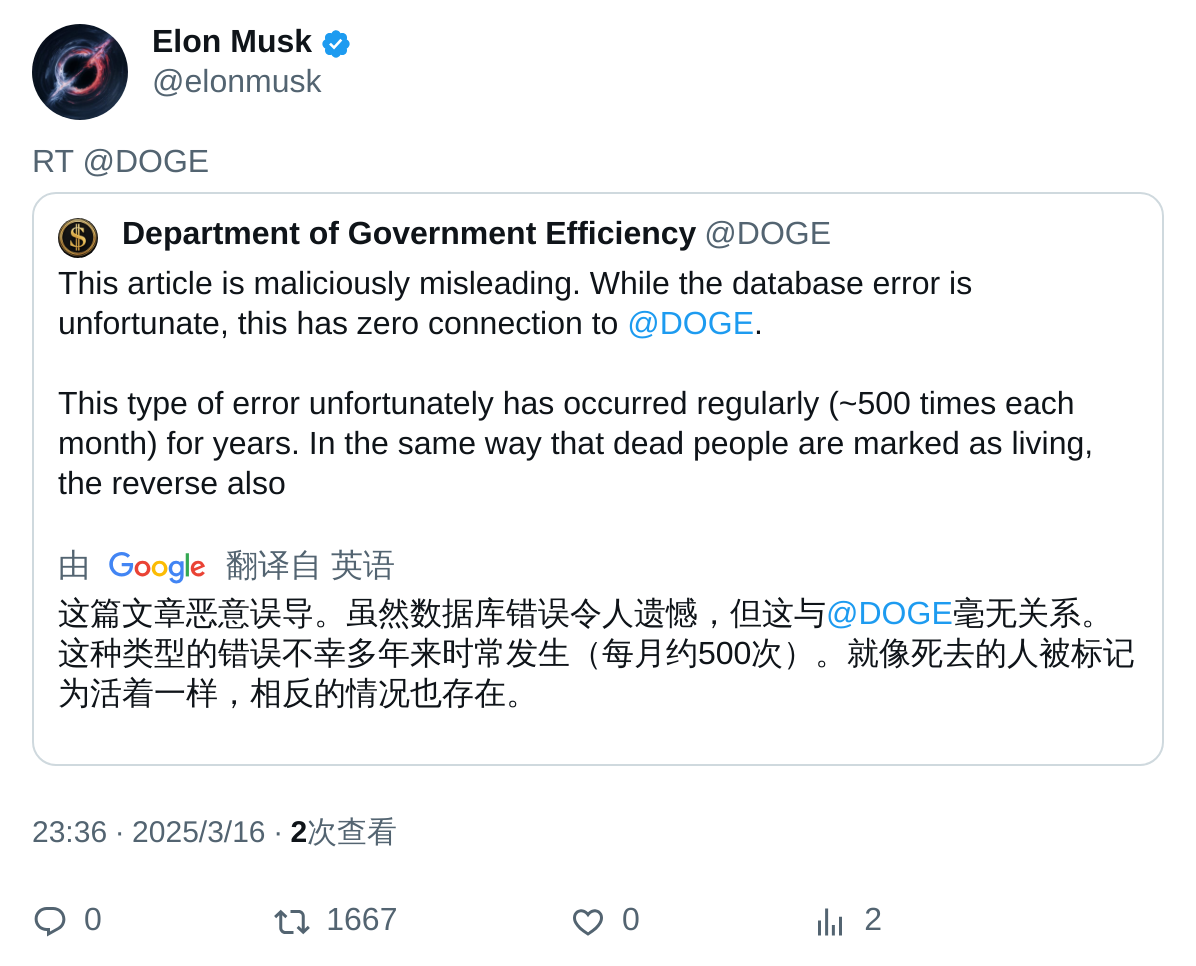 Elon Musk
@elonmusk
RT @DOGE
$ Department of Government Efficiency @DOGE
This article is maliciously misleading. While the database error is
unfortunate, this has zero connection to @DOGE.
This type of error unfortunately has occurred regularly (~500 times each
month) for years. In the same way that dead people are marked as living,
the reverse also
由 Google 翻译自 英语
这篇文章恶意误导。虽然数据库错误令人遗憾，但这与@DOGE毫无关系。
这种类型的错误不幸多年来时常发生（每月约500次）。就像死去的人被标记
为活着一样，相反的情况也存在。
23:36 · 2025/3/16 · 2次查看
0 1667 0 2